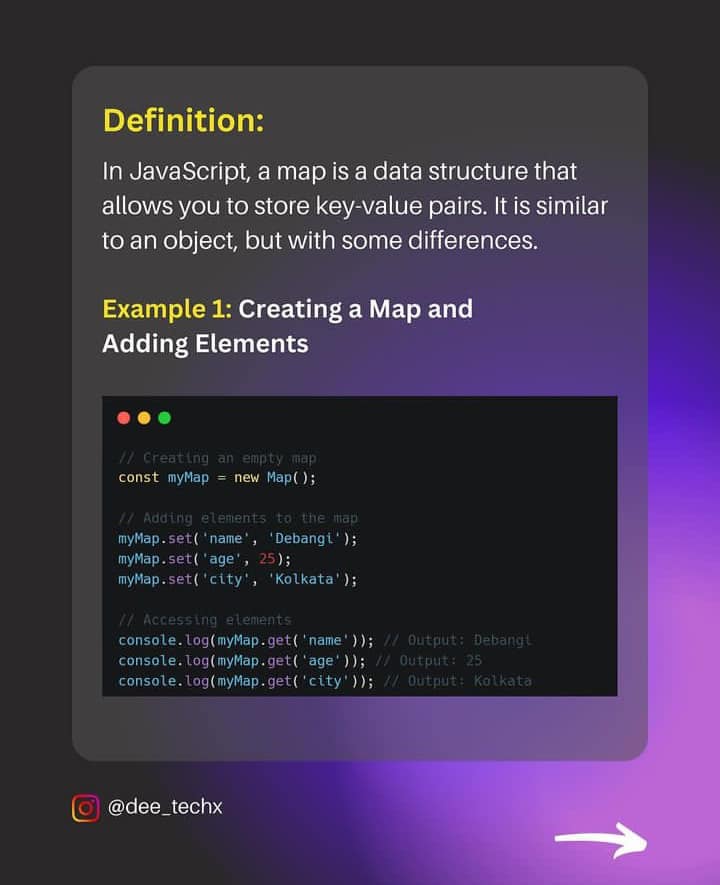 Definition:
In JavaScript, a map is a data structure that
allows you to store key-value pairs. It is similar
to an object, but with some differences.
Example 1: Creating a Map and
Adding Elements
// Creating an empty map
const myMap = new Map();
// Adding elements to the map
myMap.set('name', 'Debangi');
myMap.set('age', 25);
myMap.set('city', 'Kolkata');
// Accessing elements
console.log(myMap.get('name')); // Output: Debangi
console.log(myMap.get('age')); // Output: 25
console.log(myMap.get('city')); // Output: Kolkata
@dee_techx